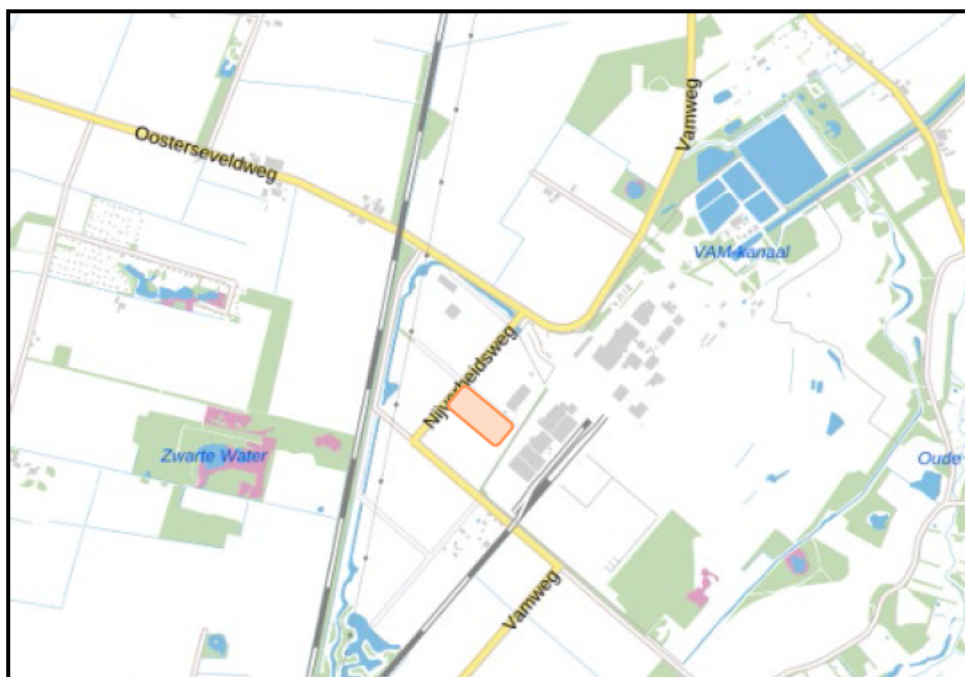 Oosterseveldweg
Vamweg
VAM-kanaal
Nijverheidsweg
Zwarte Water
Oude
Vamweg